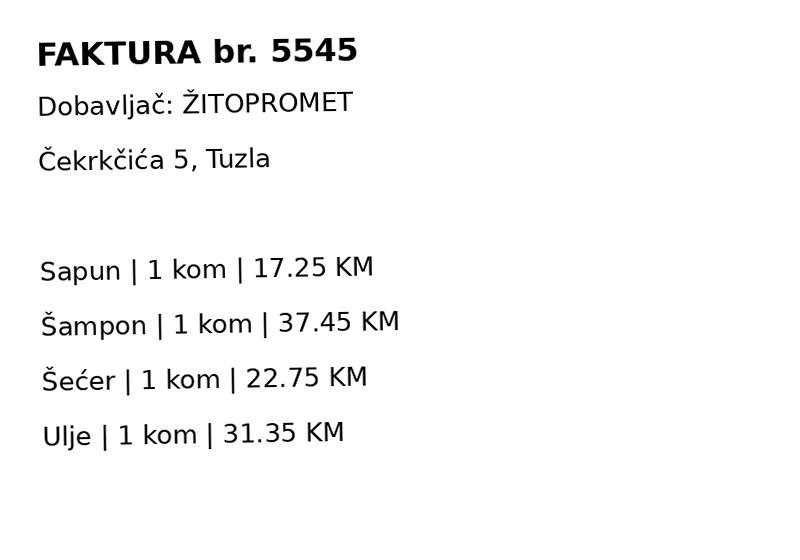 FAKTURA br. 5545
Dobavljač: ŽITOPROMET
Čekrkčića 5, Tuzla
Sapun | 1 kom | 17.25 KM
Šampon | 1 kom | 37.45 KM
Šećer | 1 kom | 22.75 KM
Ulje | 1 kom | 31.35 KM